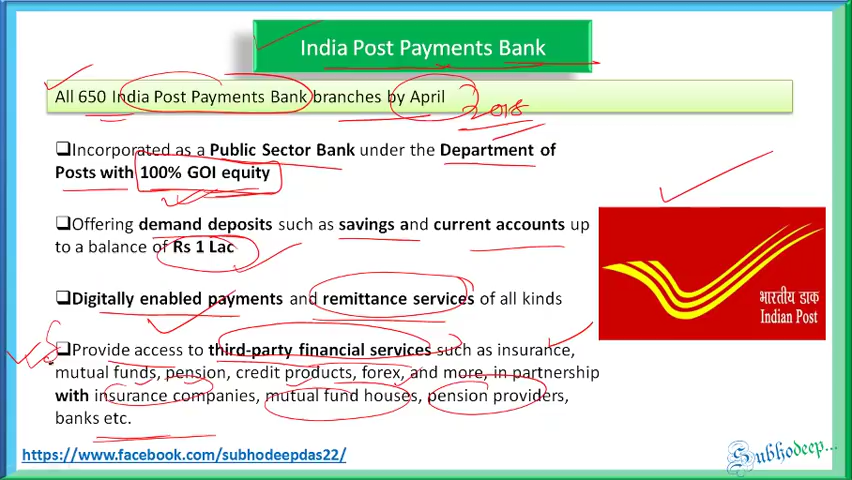 India Post Payments Bank
All 650 India Post Payments Bank branches by April
2018
❑Incorporated as a Public Sector Bank under the Department of
Posts with 100% GOI equity
❑Offering demand deposits such as savings and current accounts up
to a balance of Rs 1 Lac
❑Digitally enabled payments and remittance services of all kinds
❑Provide access to third-party financial services such as insurance,
mutual funds, pension, credit products, forex, and more, in partnership
with insurance companies, mutual fund houses, pension providers,
banks etc.
भारतीय डाक
Indian Post
https://www.facebook.com/subhodeepdas22/
Subhodeep...